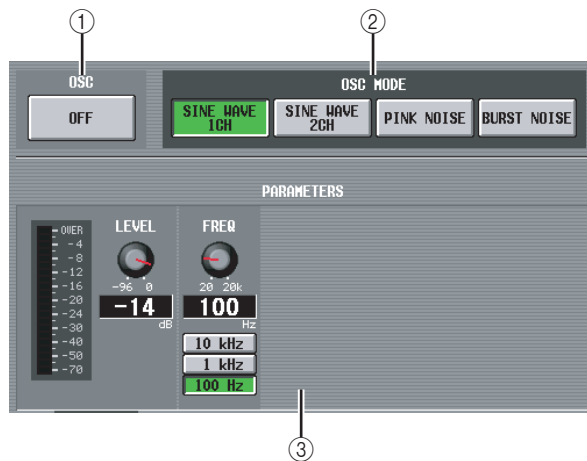 ① ②
OSC OSC MODE
OFF
SINE WAVE 1CH
SINE WAVE 2CH
PINK NOISE
BURST NOISE
PARAMETERS
OVER
-4
-8
-12
-16
-20
-24
-30
-40
-50
-70
LEVEL
-96 0
-14
dB
FREQ
20 20k
100
Hz
10 kHz
1 kHz
100 Hz
③